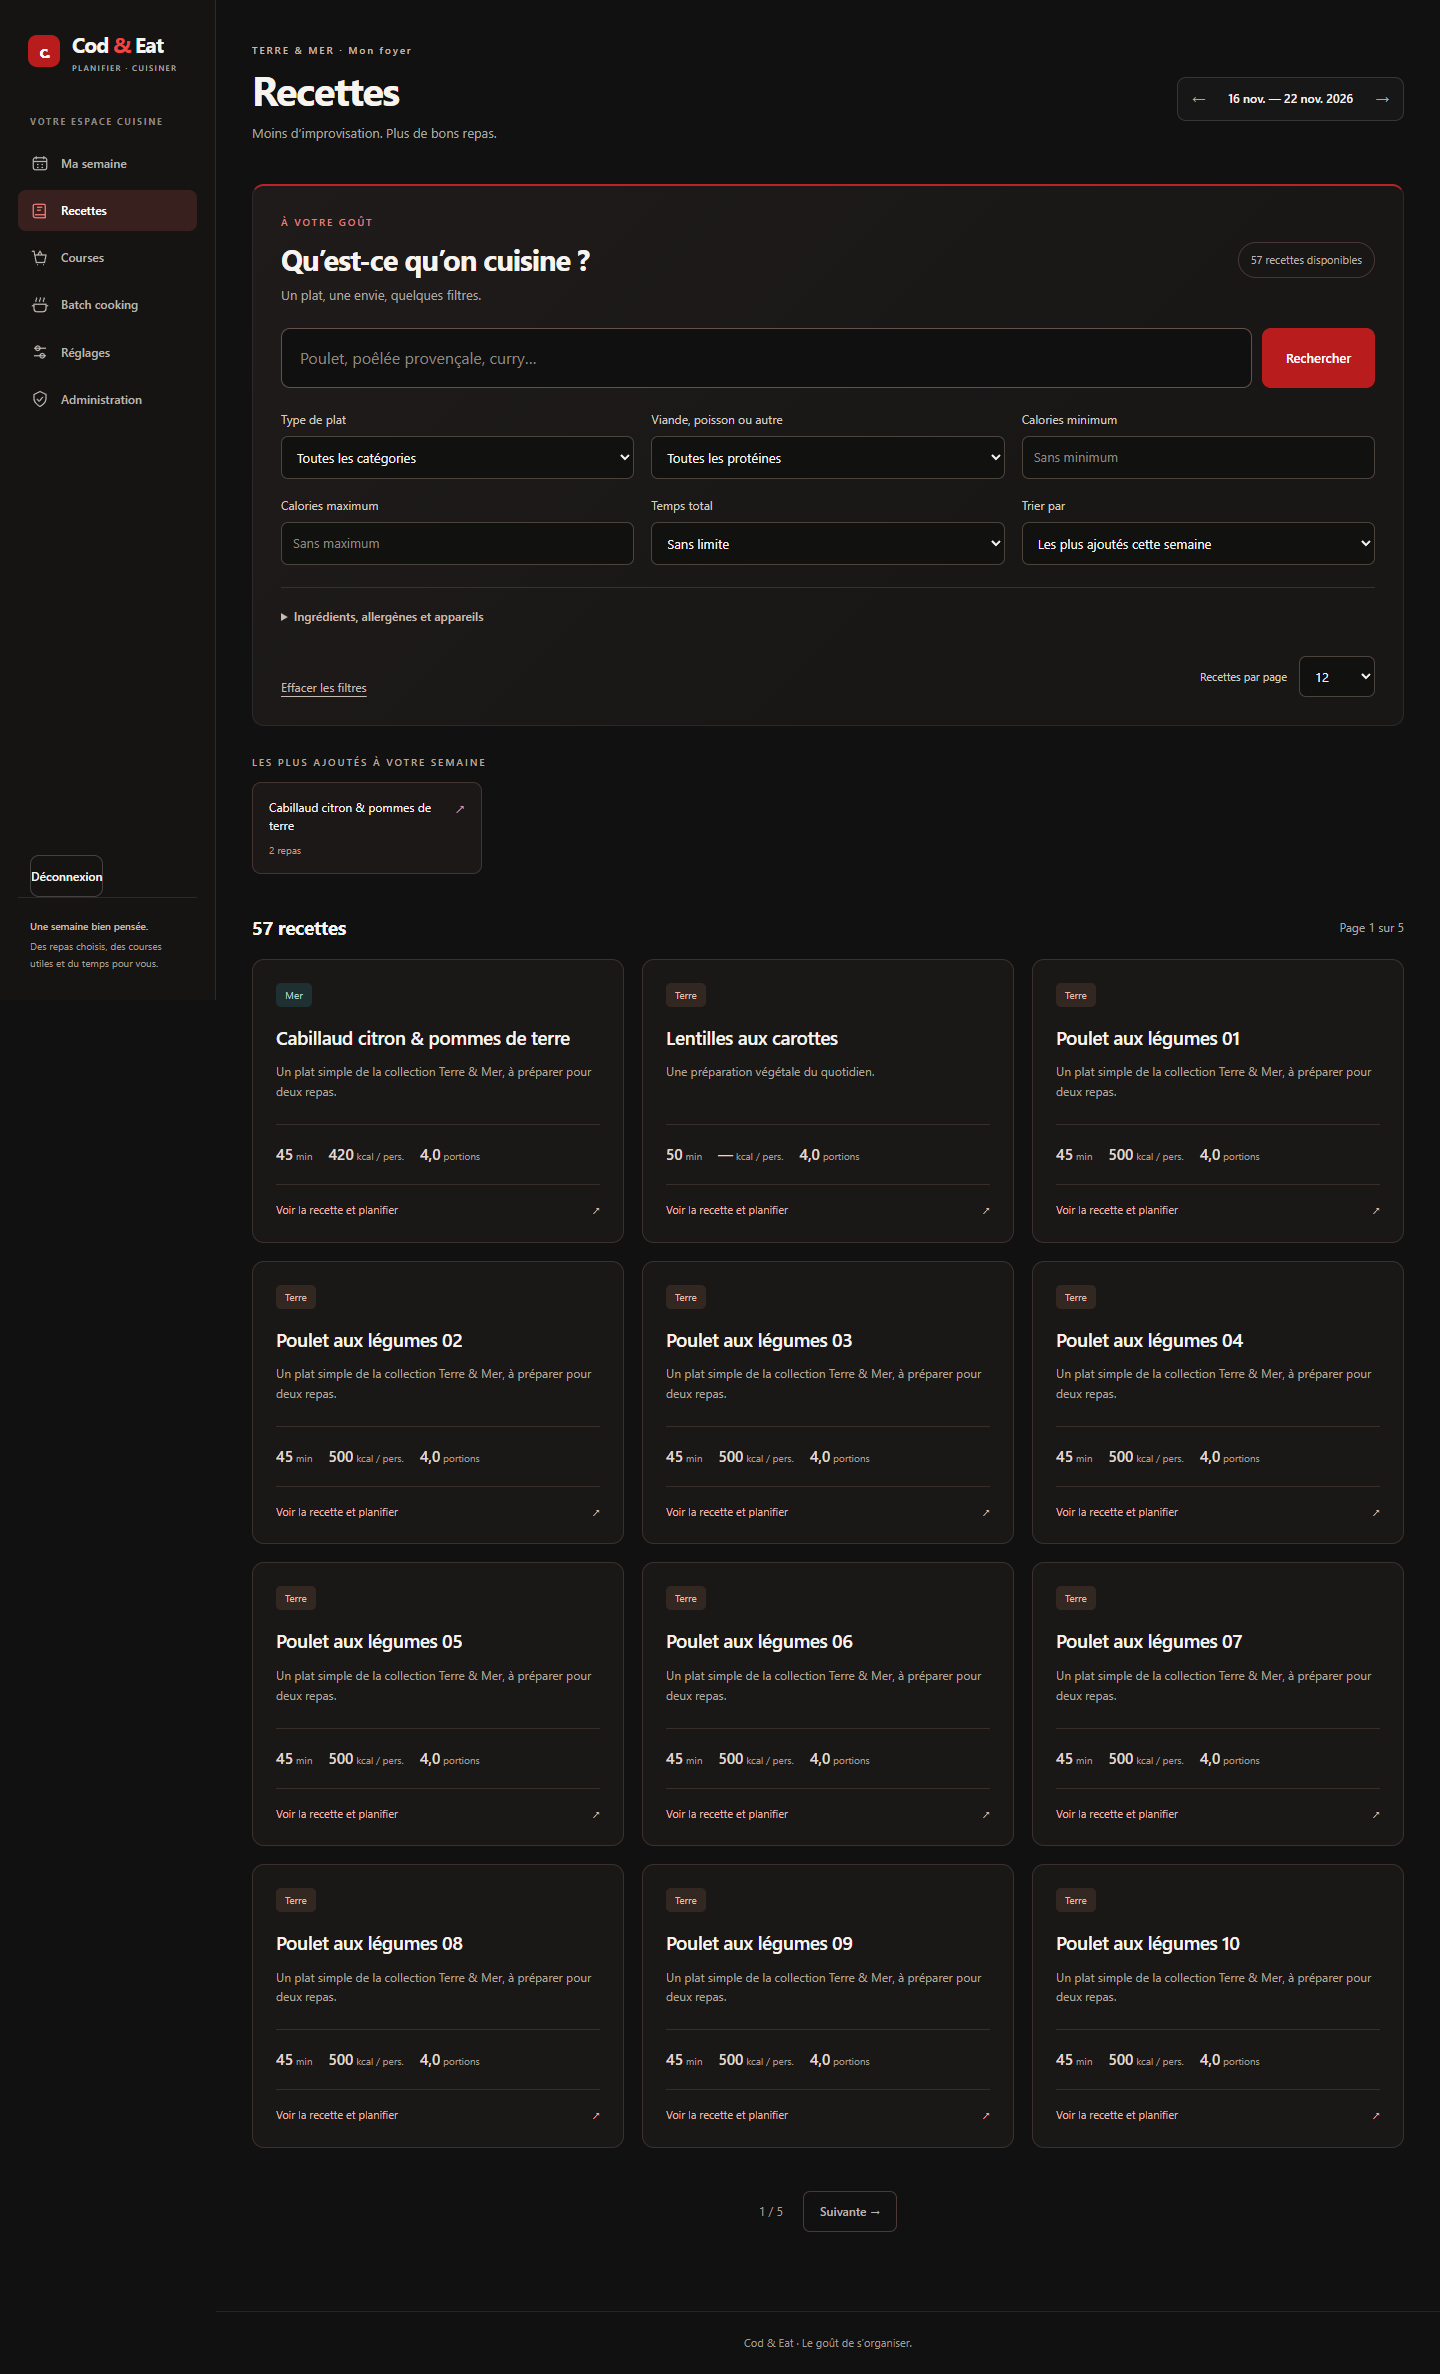 c.
Cod & Eat
PLANIFIER · CUISINER
VOTRE ESPACE CUISINE
Ma semaine
Recettes
Courses
Batch cooking
Réglages
Administration
Déconnexion
Une semaine bien pensée.
Des repas choisis, des courses
utiles et du temps pour vous.
TERRE & MER · Mon foyer
Recettes
Moins d’improvisation. Plus de bons repas.
← 16 nov. — 22 nov. 2026 →
À VOTRE GOÛT
Qu’est-ce qu’on cuisine ?
57 recettes disponibles
Un plat, une envie, quelques filtres.
Poulet, poêlée provençale, curry…
Rechercher
Type de plat Viande, poisson ou autre Calories minimum
Toutes les catégories Toutes les protéines Sans minimum
Calories maximum Temps total Trier par
Sans maximum Sans limite Les plus ajoutés cette semaine
▶ Ingrédients, allergènes et appareils
Effacer les filtres
Recettes par page 12
LES PLUS AJOUTÉS À VOTRE SEMAINE
Cabillaud citron & pommes de ↗
terre
2 repas
57 recettes
Page 1 sur 5
Mer
Cabillaud citron & pommes de terre
Un plat simple de la collection Terre & Mer, à préparer pour
deux repas.
45 min 420 kcal / pers. 4,0 portions
Voir la recette et planifier ↗
Terre
Lentilles aux carottes
Une préparation végétale du quotidien.
50 min — kcal / pers. 4,0 portions
Voir la recette et planifier ↗
Terre
Poulet aux légumes 01
Un plat simple de la collection Terre & Mer, à préparer pour
deux repas.
45 min 500 kcal / pers. 4,0 portions
Voir la recette et planifier ↗
Terre
Poulet aux légumes 02
Un plat simple de la collection Terre & Mer, à préparer pour
deux repas.
45 min 500 kcal / pers. 4,0 portions
Voir la recette et planifier ↗
Terre
Poulet aux légumes 03
Un plat simple de la collection Terre & Mer, à préparer pour
deux repas.
45 min 500 kcal / pers. 4,0 portions
Voir la recette et planifier ↗
Terre
Poulet aux légumes 04
Un plat simple de la collection Terre & Mer, à préparer pour
deux repas.
45 min 500 kcal / pers. 4,0 portions
Voir la recette et planifier ↗
Terre
Poulet aux légumes 05
Un plat simple de la collection Terre & Mer, à préparer pour
deux repas.
45 min 500 kcal / pers. 4,0 portions
Voir la recette et planifier ↗
Terre
Poulet aux légumes 06
Un plat simple de la collection Terre & Mer, à préparer pour
deux repas.
45 min 500 kcal / pers. 4,0 portions
Voir la recette et planifier ↗
Terre
Poulet aux légumes 07
Un plat simple de la collection Terre & Mer, à préparer pour
deux repas.
45 min 500 kcal / pers. 4,0 portions
Voir la recette et planifier ↗
Terre
Poulet aux légumes 08
Un plat simple de la collection Terre & Mer, à préparer pour
deux repas.
45 min 500 kcal / pers. 4,0 portions
Voir la recette et planifier ↗
Terre
Poulet aux légumes 09
Un plat simple de la collection Terre & Mer, à préparer pour
deux repas.
45 min 500 kcal / pers. 4,0 portions
Voir la recette et planifier ↗
Terre
Poulet aux légumes 10
Un plat simple de la collection Terre & Mer, à préparer pour
deux repas.
45 min 500 kcal / pers. 4,0 portions
Voir la recette et planifier ↗
1 / 5 Suivante →
Cod & Eat · Le goût de s’organiser.